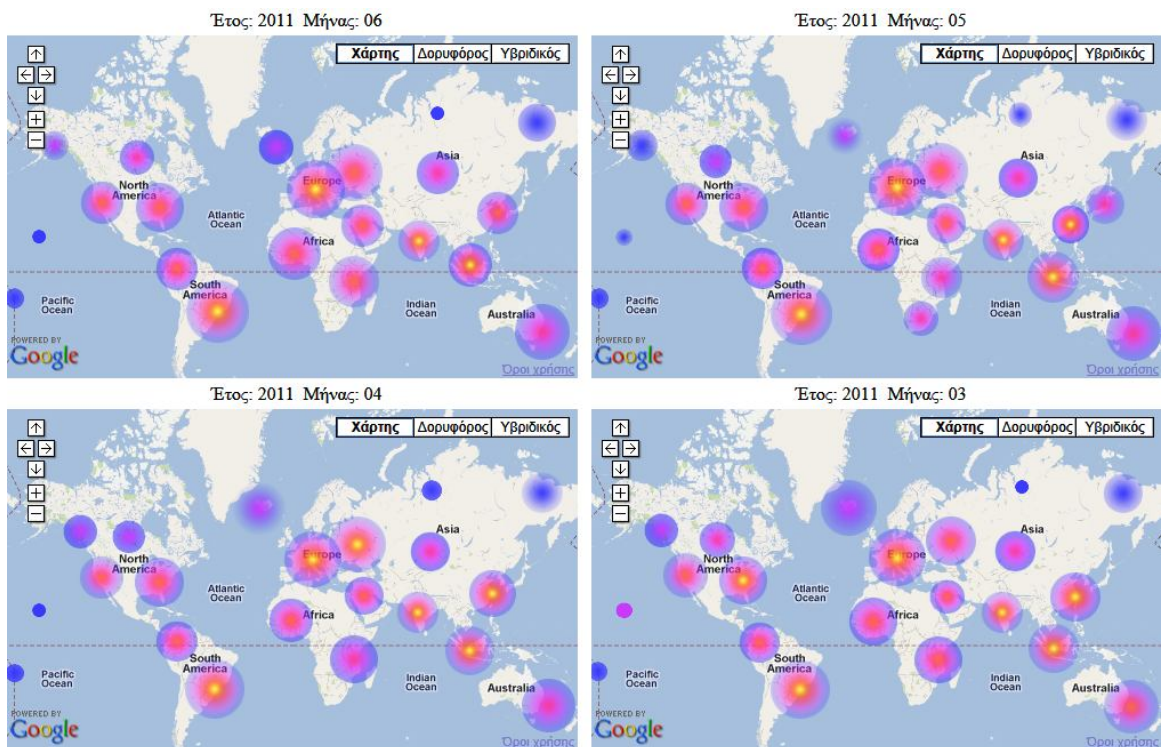 Έτος: 2011 Μήνας: 06
Χάρτης Δορυφόρος Υβριδικός
Asia
Europe
North
America
Atlantic
Ocean
Africa
South
America
Pacific
Ocean
Indian
Ocean
Australia
POWERED BY
Google
Όροι χρήσης
Έτος: 2011 Μήνας: 05
Χάρτης Δορυφόρος Υβριδικός
Asia
Europe
North
America
Atlantic
Ocean
Africa
South
America
Pacific
Ocean
Indian
Ocean
Australia
POWERED BY
Google
Όροι χρήσης
Έτος: 2011 Μήνας: 04
Χάρτης Δορυφόρος Υβριδικός
Asia
Europe
North
America
Atlantic
Ocean
Africa
South
America
Pacific
Ocean
Indian
Ocean
Australia
POWERED BY
Google
Όροι χρήσης
Έτος: 2011 Μήνας: 03
Χάρτης Δορυφόρος Υβριδικός
Asia
Europe
North
America
Atlantic
Ocean
Africa
South
America
Pacific
Ocean
Indian
Ocean
Australia
POWERED BY
Google
Όροι χρήσης